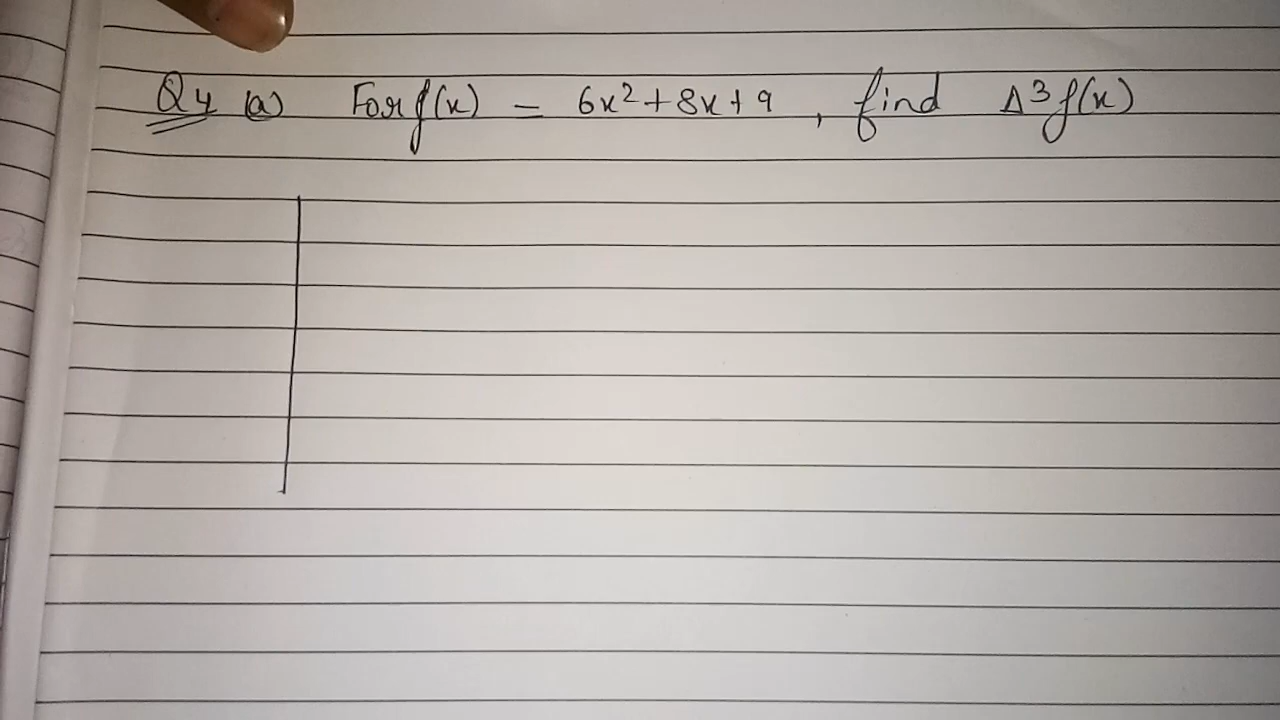 Q4 (a) For f(x) = 6x²+8x+9 , find Δ³f(x)